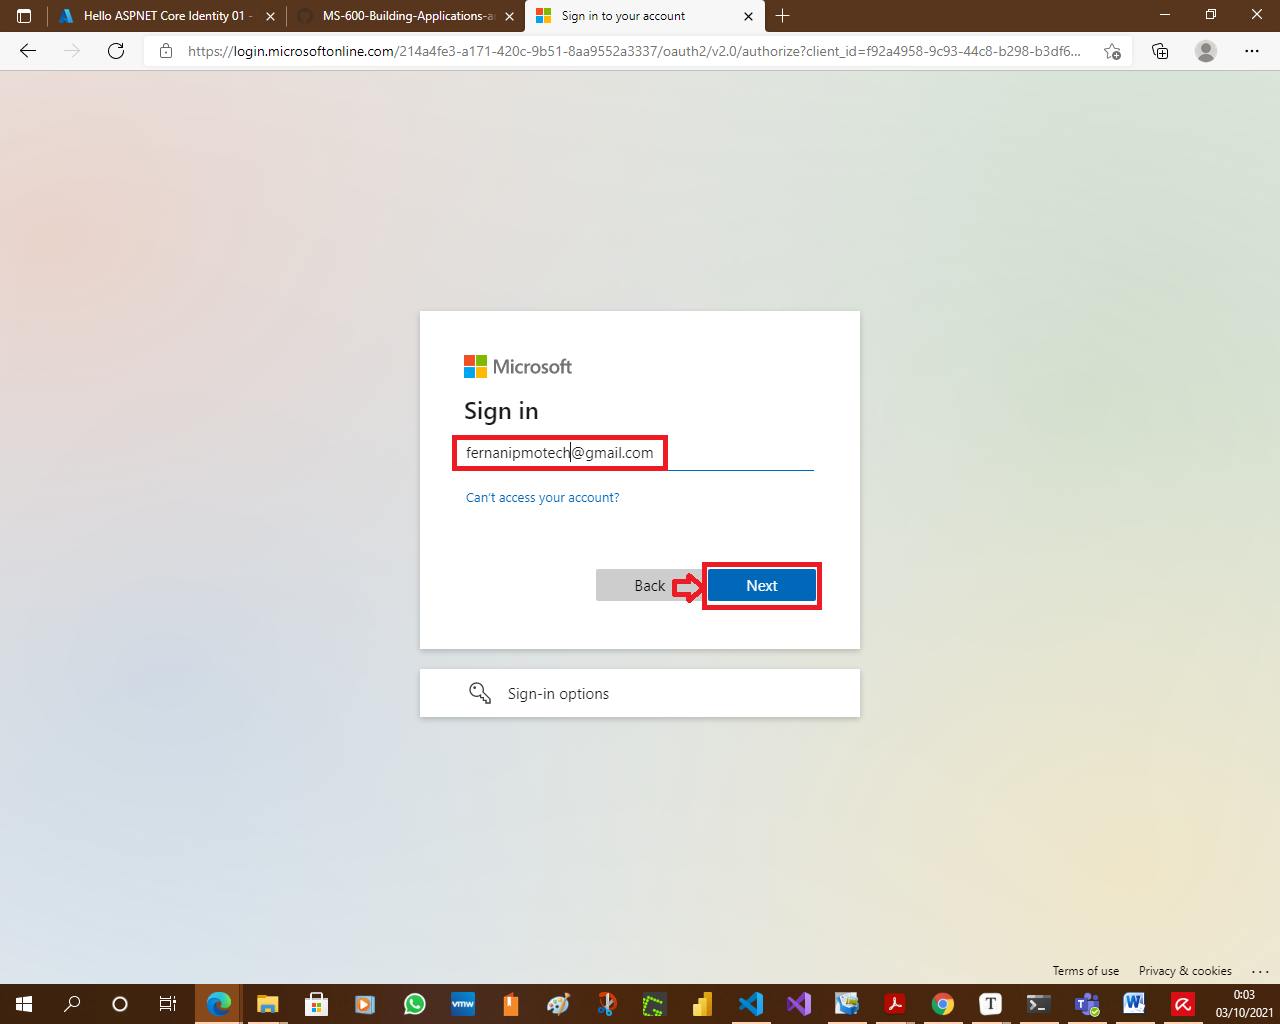 Hello ASPNET Core Identity 01 -
MS-600-Building-Applications-a
Sign in to your account
https://login.microsoftonline.com/214a4fe3-a171-420c-9b51-8aa9552a3337/oauth2/v2.0/authorize?client_id=f92a4958-9c93-44c8-b298-b3df6...
Microsoft
Sign in
fernanipmotech@gmail.com
Can't access your account?
Back
Next
Sign-in options
Terms of use
Privacy & cookies
...
vmw
T
0:03
03/10/2021